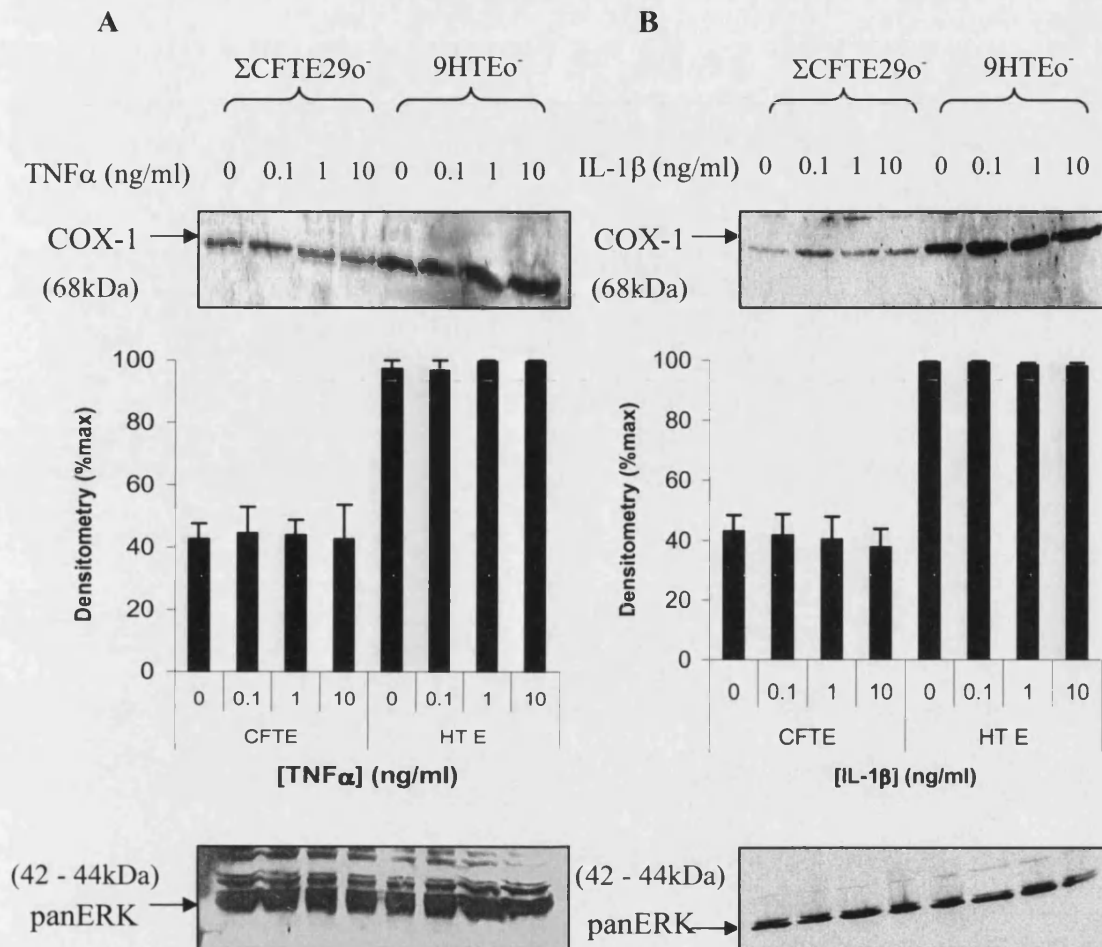 A
B
ΣCFTE29o⁻ 9HTEo⁻
ΣCFTE29o⁻ 9HTEo⁻
TNFα (ng/ml) 0 0.1 1 10 0 0.1 1 10
IL-1β (ng/ml) 0 0.1 1 10 0 0.1 1 10
COX-1
(68kDa)
COX-1
(68kDa)
Densitometry (%max)
100
80
60
40
20
0
0 0.1 1 10 0 0.1 1 10
CFTE HT E
[TNFα] (ng/ml)
Densitometry (%max)
100
80
60
40
20
0
0 0.1 1 10 0 0.1 1 10
CFTE HT E
[IL-1β] (ng/ml)
(42 - 44kDa)
panERK
(42 - 44kDa)
panERK